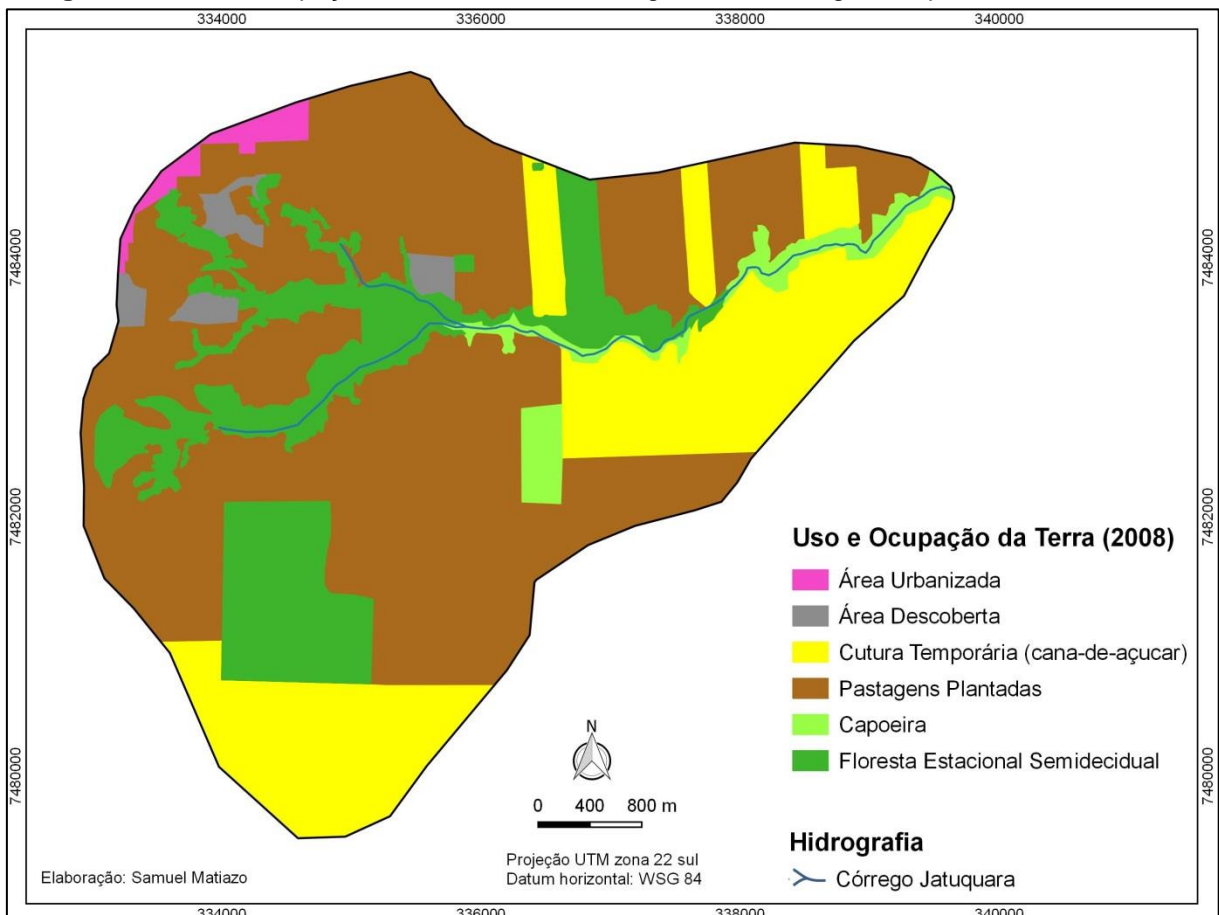 334000 336000 338000 340000
7484000
7484000
7482000
7482000
7480000
7480000
Uso e Ocupação da Terra (2008)
Área Urbanizada
Área Descoberta
Cutura Temporária (cana-de-açucar)
Pastagens Plantadas
Capoeira
Floresta Estacional Semidecidual
Hidrografia
Córrego Jatuquara
N
0 400 800 m
Projeção UTM zona 22 sul
Datum horizontal: WSG 84
Elaboração: Samuel Matiazo
334000 336000 338000 340000